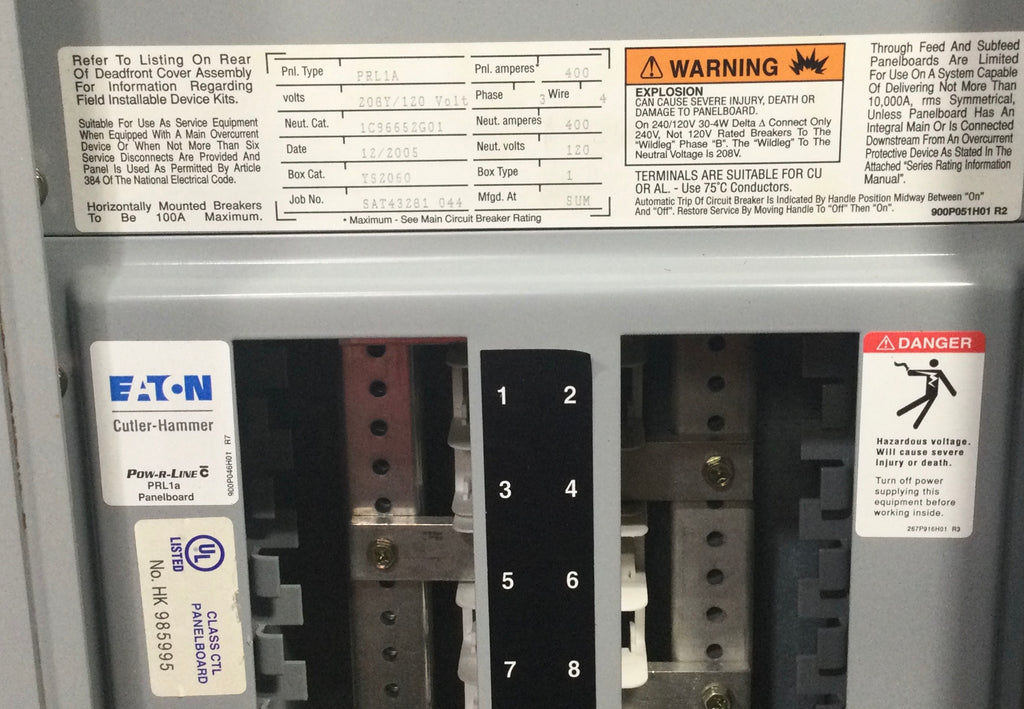 Refer To Listing On Rear
Of Deadfront Cover Assembly
For Information Regarding
Field Installable Device Kits.
Suitable For Use As Service Equipment
When Equipped With A Main Overcurrent
Device Or When Not More Than Six
Service Disconnects Are Provided And
Panel Is Used As Permitted By Article
384 Of The National Electrical Code.
Horizontally Mounted Breakers
To Be 100A Maximum.
Pnl. Type PRL1A
volts 208Y/120 Volt
Neut. Cat. 1C96652G01
Date 12/2005
Box Cat. YS2060
Job No. SAT43281 044
Pnl. amperes* 400
Phase 3 Wire 4
Neut. amperes 400
Neut. volts 120
Box Type 1
Mfgd. At SUM
* Maximum - See Main Circuit Breaker Rating
WARNING
EXPLOSION
CAN CAUSE SEVERE INJURY, DEATH OR
DAMAGE TO PANELBOARD.
On 240/120V 30-4W Delta Δ Connect Only
240V, Not 120V Rated Breakers To The
"Wildleg" Phase "B". The "Wildleg" To The
Neutral Voltage Is 208V.
TERMINALS ARE SUITABLE FOR CU
OR AL. - Use 75°C Conductors.
Automatic Trip Of Circuit Breaker Is Indicated By Handle Position Midway Between "On"
And "Off". Restore Service By Moving Handle To "Off" Then "On".
Through Feed And Subfeed
Panelboards Are Limited
For Use On A System Capable
Of Delivering Not More Than
10,000A, rms Symmetrical,
Unless Panelboard Has An
Integral Main Or Is Connected
Downstream From An Overcurrent
Protective Device As Stated In The
Attached "Series Rating Information
Manual".
900P051H01 R2
EATON
Cutler-Hammer
POW-R-LINE C
PRL1a
Panelboard
900P046H01 R7
UL
LISTED
No. HK 985995
CLASS CTL
PANELBOARD
1 2
3 4
5 6
7 8
DANGER
Hazardous voltage.
Will cause severe
injury or death.
Turn off power
supplying this
equipment before
working inside.
267P916H01 R3